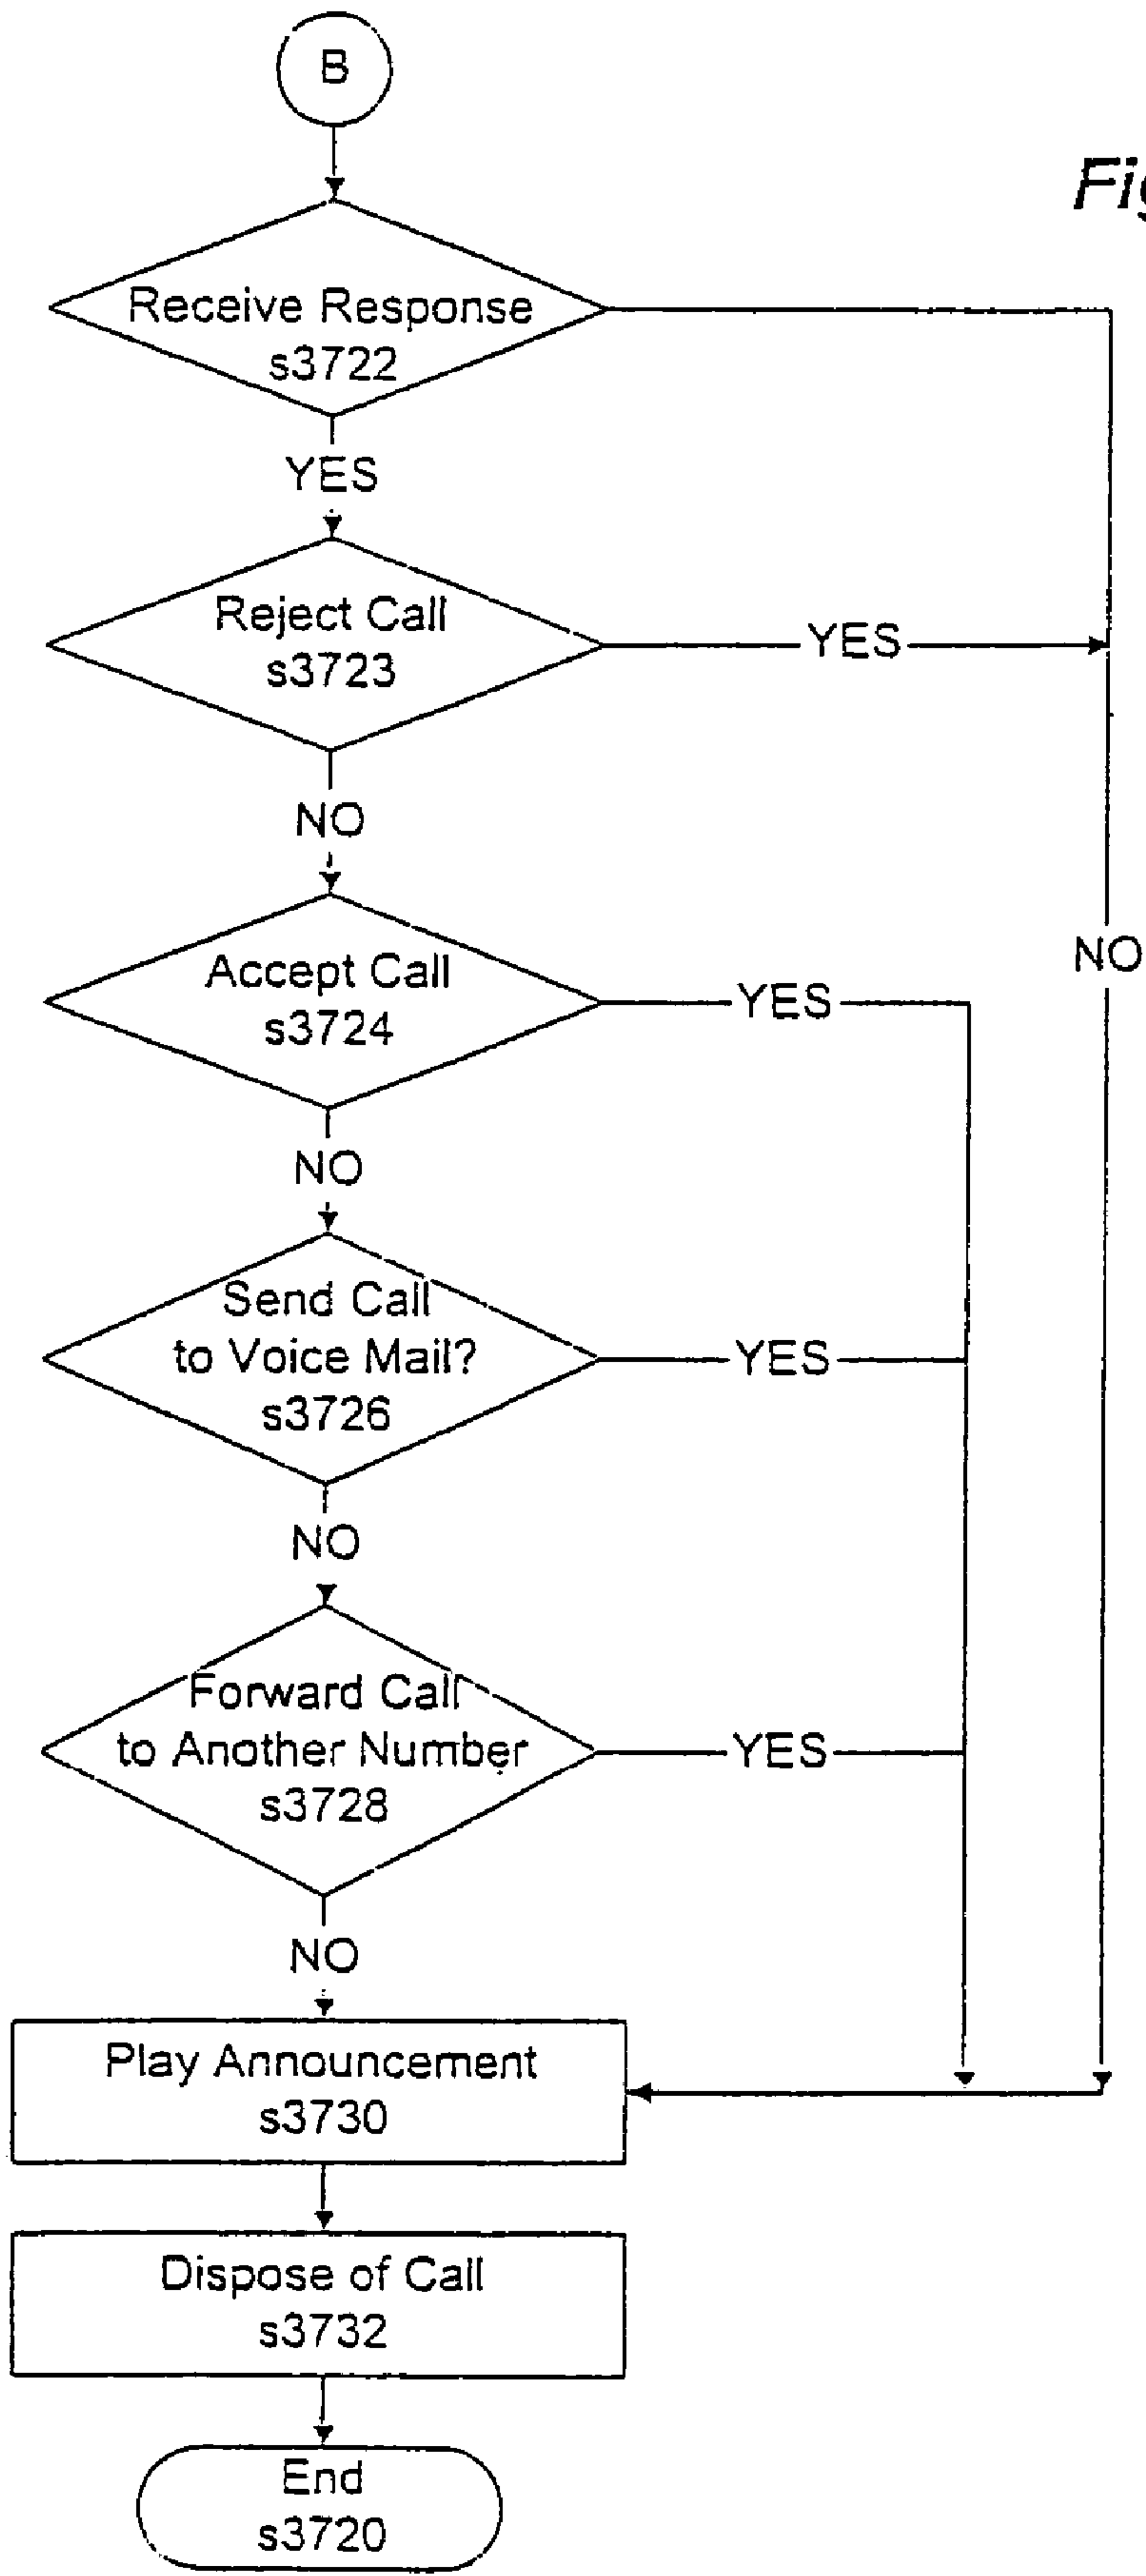 B
Fig
Receive Response
s3722
YES
Reject Call
s3723
YES
NO
Accept Call
s3724
YES
NO
NO
Send Call
to Voice Mail?
s3726
YES
NO
Forward Call
to Another Number
s3728
YES
NO
Play Announcement
s3730
Dispose of Call
s3732
End
s3720